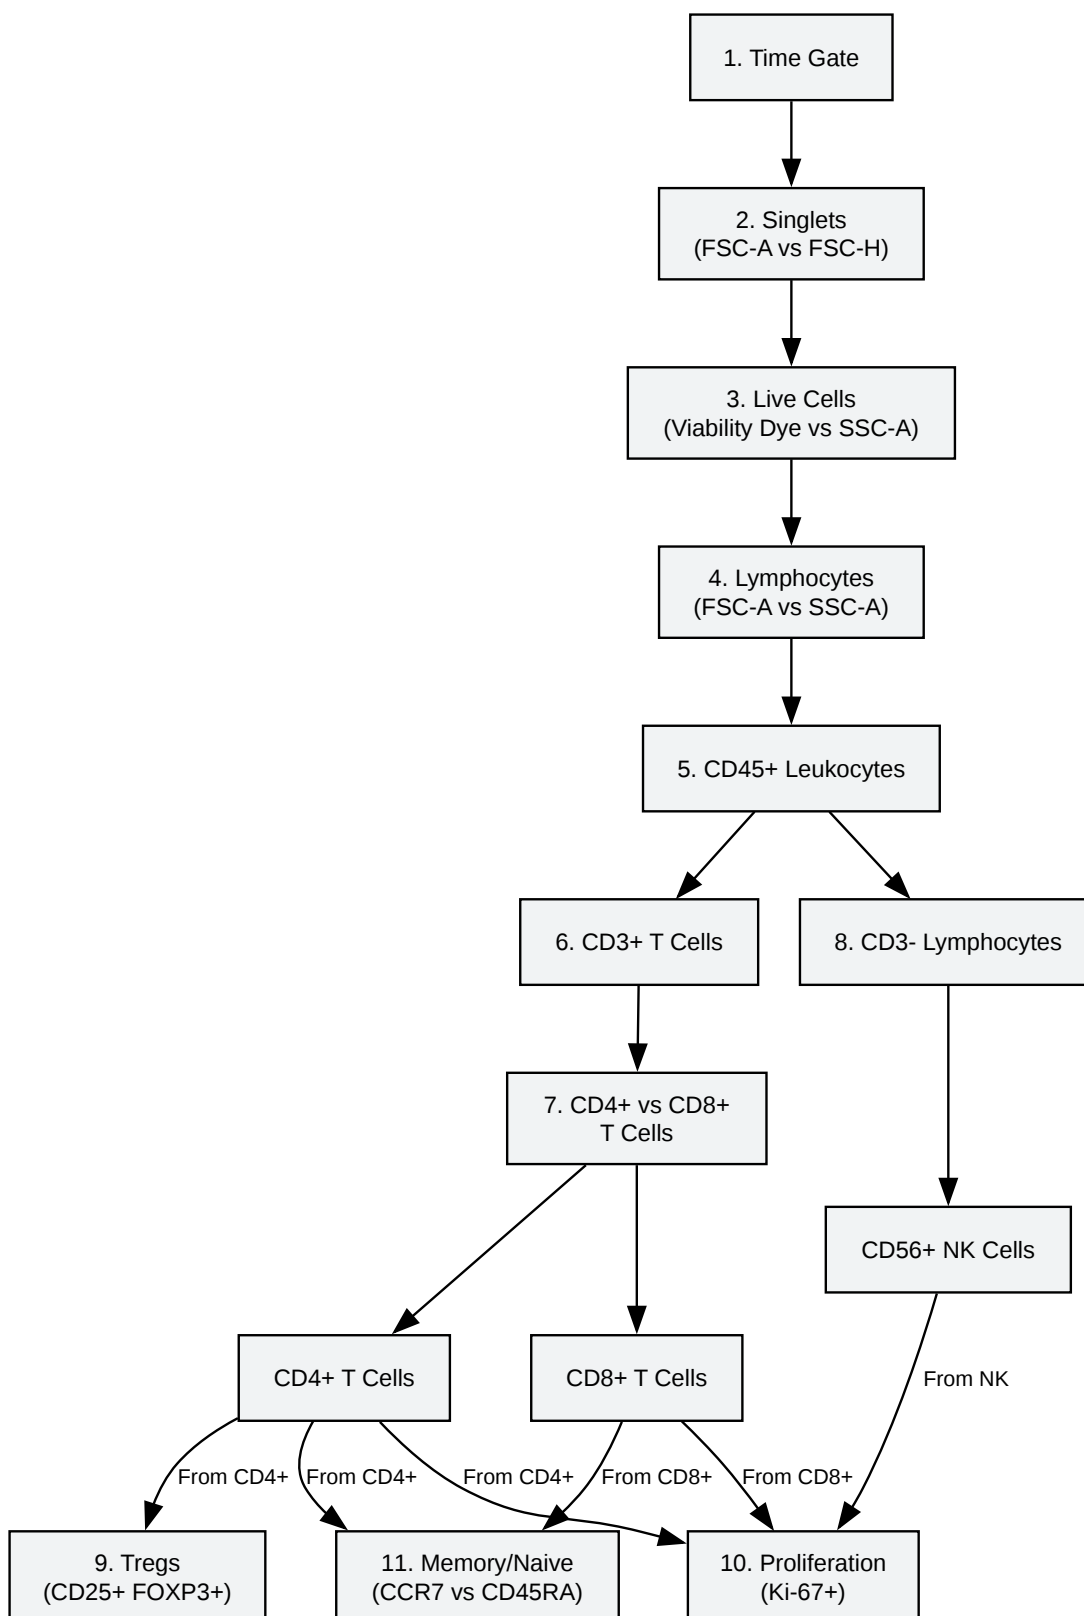 1. Time Gate
2. Singlets
(FSC-A vs FSC-H)
3. Live Cells
(Viability Dye vs SSC-A)
4. Lymphocytes
(FSC-A vs SSC-A)
5. CD45+ Leukocytes
6. CD3+ T Cells
8. CD3- Lymphocytes
7. CD4+ vs CD8+
T Cells
CD56+ NK Cells
CD4+ T Cells
CD8+ T Cells
From NK
From CD4+
From CD4+
From CD4+
From CD8+
From CD8+
9. Tregs
(CD25+ FOXP3+)
11. Memory/Naive
(CCR7 vs CD45RA)
10. Proliferation
(Ki-67+)